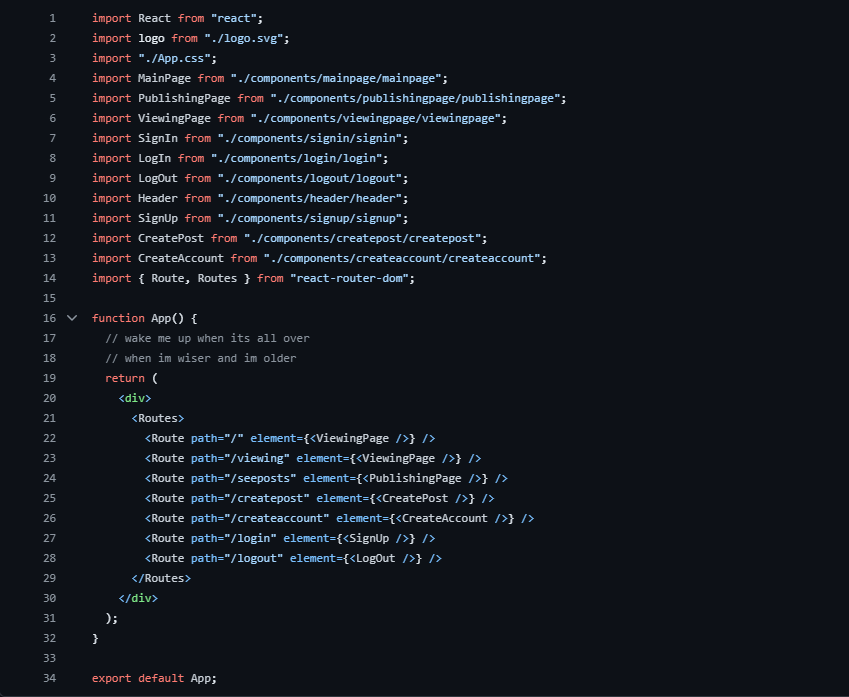 1 import React from "react";
2 import logo from "./logo.svg";
3 import "./App.css";
4 import MainPage from "./components/mainpage/mainpage";
5 import PublishingPage from "./components/publishingpage/publishingpage";
6 import ViewingPage from "./components/viewingpage/viewingpage";
7 import SignIn from "./components/signin/signin";
8 import LogIn from "./components/login/login";
9 import LogOut from "./components/logout/logout";
10 import Header from "./components/header/header";
11 import SignUp from "./components/signup/signup";
12 import CreatePost from "./components/createpost/createpost";
13 import CreateAccount from "./components/createaccount/createaccount";
14 import { Route, Routes } from "react-router-dom";
15
16 function App() {
17   // wake me up when its all over
18   // when im wiser and im older
19   return (
20     <div>
21       <Routes>
22         <Route path="/" element={<ViewingPage />} />
23         <Route path="/viewing" element={<ViewingPage />} />
24         <Route path="/seeposts" element={<PublishingPage />} />
25         <Route path="/createpost" element={<CreatePost />} />
26         <Route path="/createaccount" element={<CreateAccount />} />
27         <Route path="/login" element={<SignUp />} />
28         <Route path="/logout" element={<LogOut />} />
29       </Routes>
30     </div>
31   );
32 }
33
34 export default App;